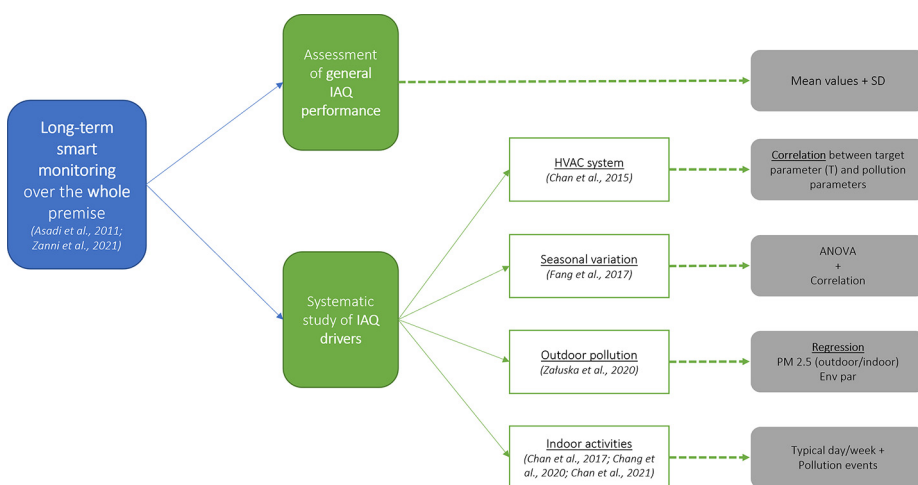 Long-term
smart
monitoring
over the whole
premise
(Asadi et al., 2011;
Zanni et al., 2021)
Assessment
of general
IAQ
performance
Mean values + SD
Systematic
study of IAQ
drivers
HVAC system
(Chan et al., 2015)
Correlation between target
parameter (T) and pollution
parameters
Seasonal variation
(Fang et al., 2017)
ANOVA
+
Correlation
Outdoor pollution
(Załuska et al., 2020)
Regression
PM 2.5 (outdoor/indoor)
Env par
Indoor activities
(Chan et al., 2017; Chang
et al., 2020; Chan et al., 2021)
Typical day/week +
Pollution events